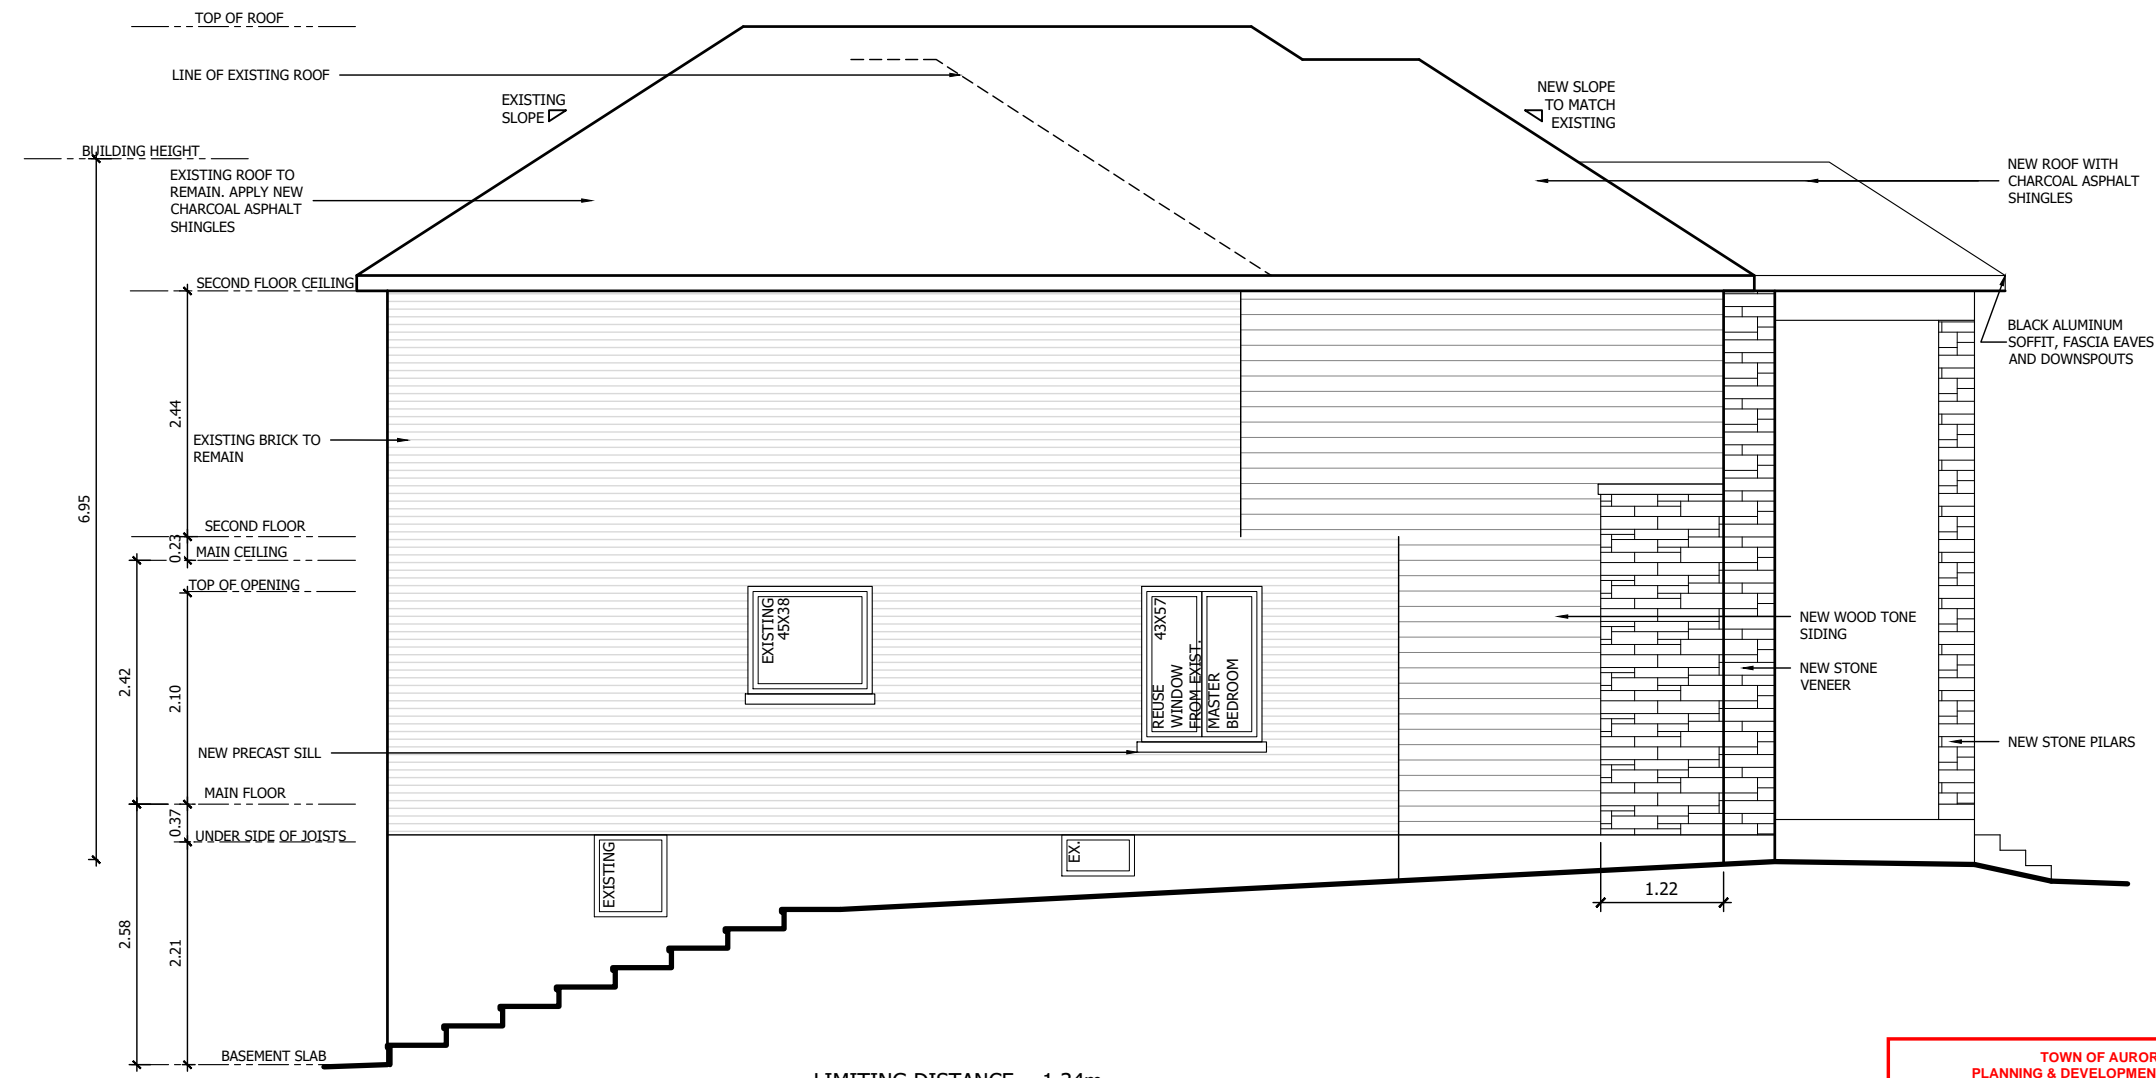 TOP OF ROOF
LINE OF EXISTING ROOF
EXISTING
SLOPE
NEW SLOPE
TO MATCH
EXISTING
BUILDING HEIGHT
EXISTING ROOF TO
REMAIN. APPLY NEW
CHARCOAL ASPHALT
SHINGLES
NEW ROOF WITH
CHARCOAL ASPHALT
SHINGLES
SECOND FLOOR CEILING
BLACK ALUMINUM
SOFFIT, FASCIA EAVES
AND DOWNSPOUTS
2.44
EXISTING BRICK TO
REMAIN
6.95
SECOND FLOOR
0.23
MAIN CEILING
TOP OF OPENING
EXISTING
45X38
REUSE 43X57
WINDOW
FROM EXIST.
MASTER
BEDROOM
NEW WOOD TONE
SIDING
NEW STONE
VENEER
2.42
2.10
NEW PRECAST SILL
NEW STONE PILARS
MAIN FLOOR
0.37
UNDER SIDE OF JOISTS
EXISTING
EX.
1.22
2.58
2.21
BASEMENT SLAB
LIMITING DISTANCE 1.24m
TOWN OF AUROR
PLANNING & DEVELOPMEN